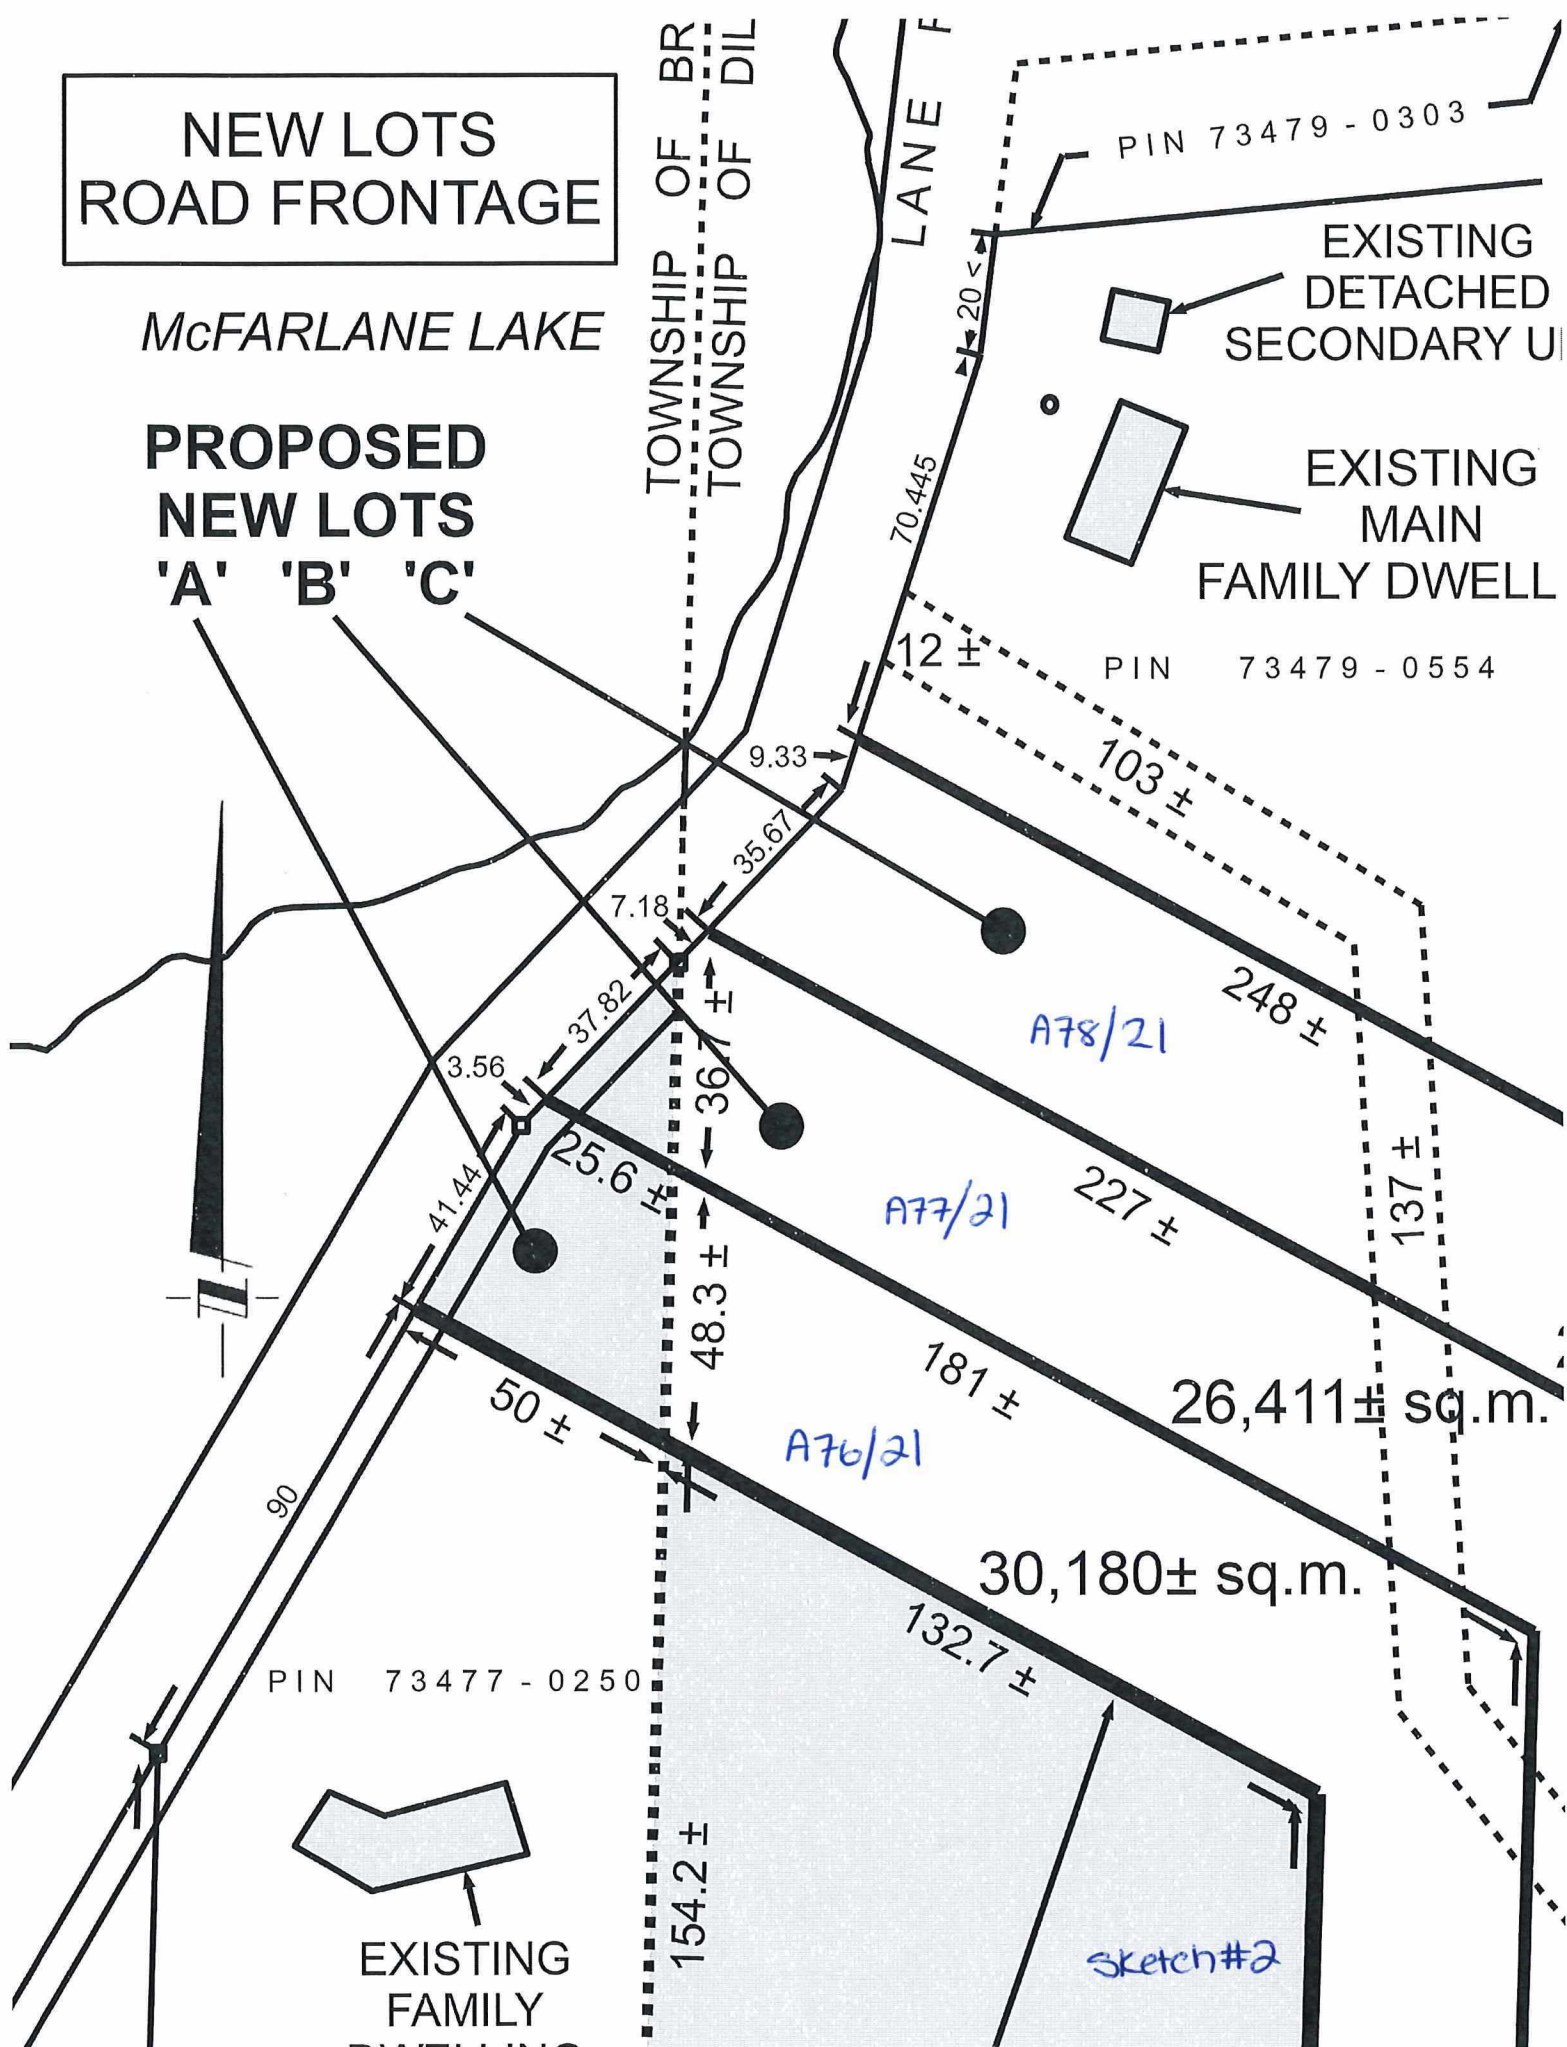 NEW LOTS
ROAD FRONTAGE
McFARLANE LAKE
PROPOSED
NEW LOTS
'A' 'B' 'C'
TOWNSHIP OF BR
TOWNSHIP OF DIL
LANE
PIN 73479-0303
EXISTING
DETACHED
SECONDARY U
20 <
70.445
EXISTING
MAIN
FAMILY DWELL
12 ±
PIN 73479-0554
103 ±
9.33
35.67
7.18
248 ±
37.82
A78/21
3.56
36.7 ±
25.6 ±
227 ±
137 ±
41.44
A77/21
48.3 ±
181 ±
50 ±
26,411± sq.m.
A76/21
90
30,180± sq.m.
132.7 ±
PIN 73477-0250
154.2 ±
EXISTING
FAMILY
DWELLING
Sketch#2